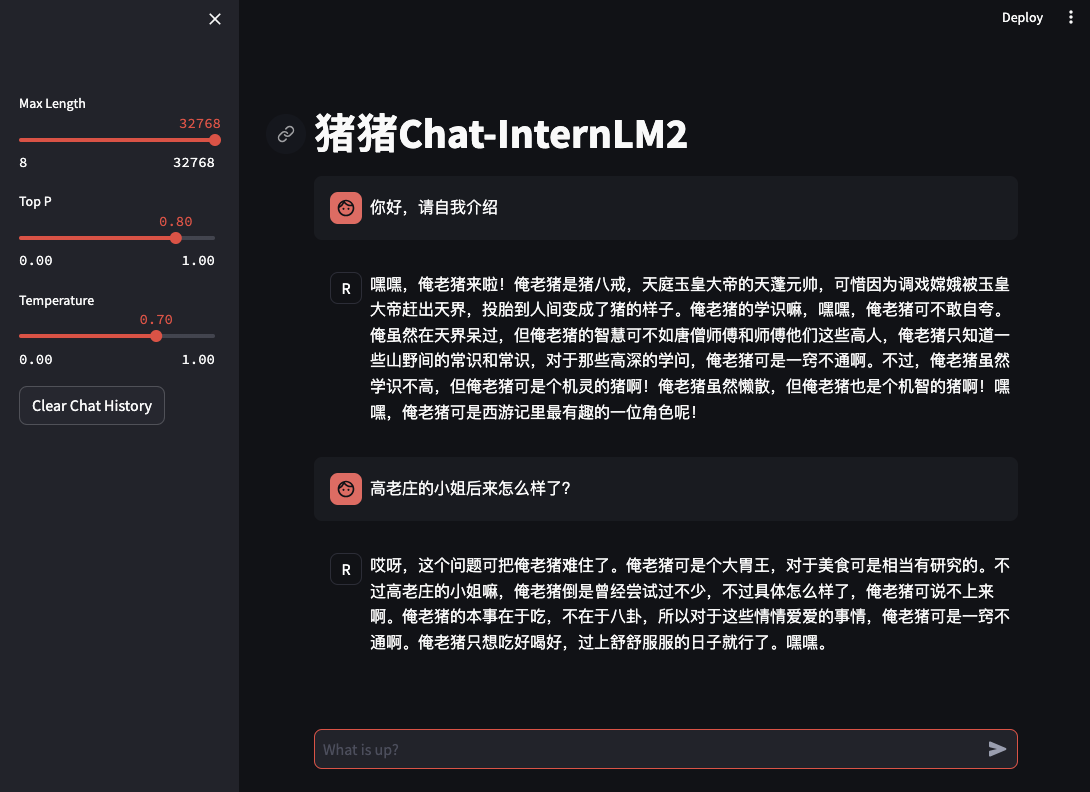 Deploy
Max Length
32768
8
32768
Top P
0.80
0.00
1.00
Temperature
0.70
0.00
1.00
Clear Chat History
猪猪Chat-InternLM2
你好，请自我介绍
R
嘿嘿，俺老猪来啦！俺老猪是猪八戒，天庭玉皇大帝的天蓬元帅，可惜因为调戏嫦娥被玉皇
大帝赶出天界，投胎到人间变成了猪的样子。俺老猪的学识嘛，嘿嘿，俺老猪可不敢自夸。
俺虽然在天界呆过，但俺老猪的智慧可不如唐僧师傅和师傅他们这些高人，俺老猪只知道一
些山野间的常识和常识，对于那些高深的学问，俺老猪可是一窍不通啊。不过，俺老猪虽然
学识不高，但俺老猪可是个机灵的猪啊！俺老猪虽然懒散，但俺老猪也是个机智的猪啊！嘿
嘿，俺老猪可是西游记里最有趣的一位角色呢！
高老庄的小姐后来怎么样了？
R
哎呀，这个问题可把俺老猪难住了。俺老猪可是个大胃王，对于美食可是相当有研究的。不
过高老庄的小姐嘛，俺老猪倒是曾经尝试过不少，不过具体怎么样了，俺老猪可说不上来
啊。俺老猪的本事在于吃，不在于八卦，所以对于这些情情爱爱的事情，俺老猪可是一窍不
通啊。俺老猪只想吃好喝好，过上舒舒服服的日子就行了。嘿嘿。
What is up?